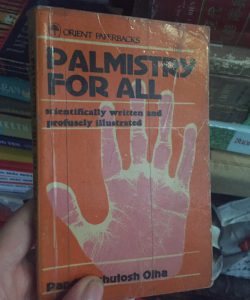 ORIENT PAPERBACKS
PALMISTRY
FOR ALL
scientifically written and
profusely illustrated
Ojha